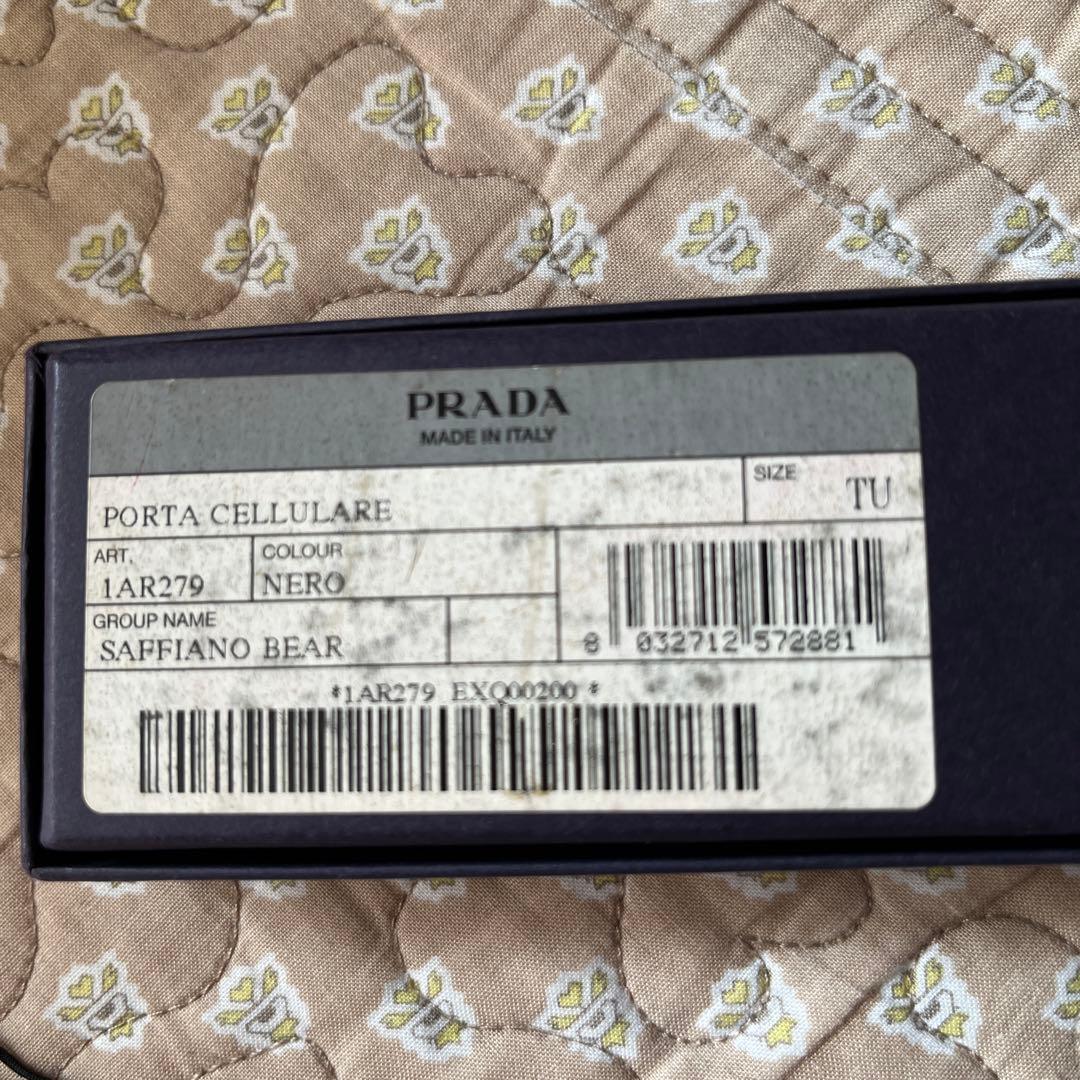 PRADA
MADE IN ITALY
PORTA CELLULARE
SIZE
TU
ART.
1AR279
COLOUR
NERO
GROUP NAME
SAFFIANO BEAR
8 032712 572881
*1AR279 EXQ00200 *